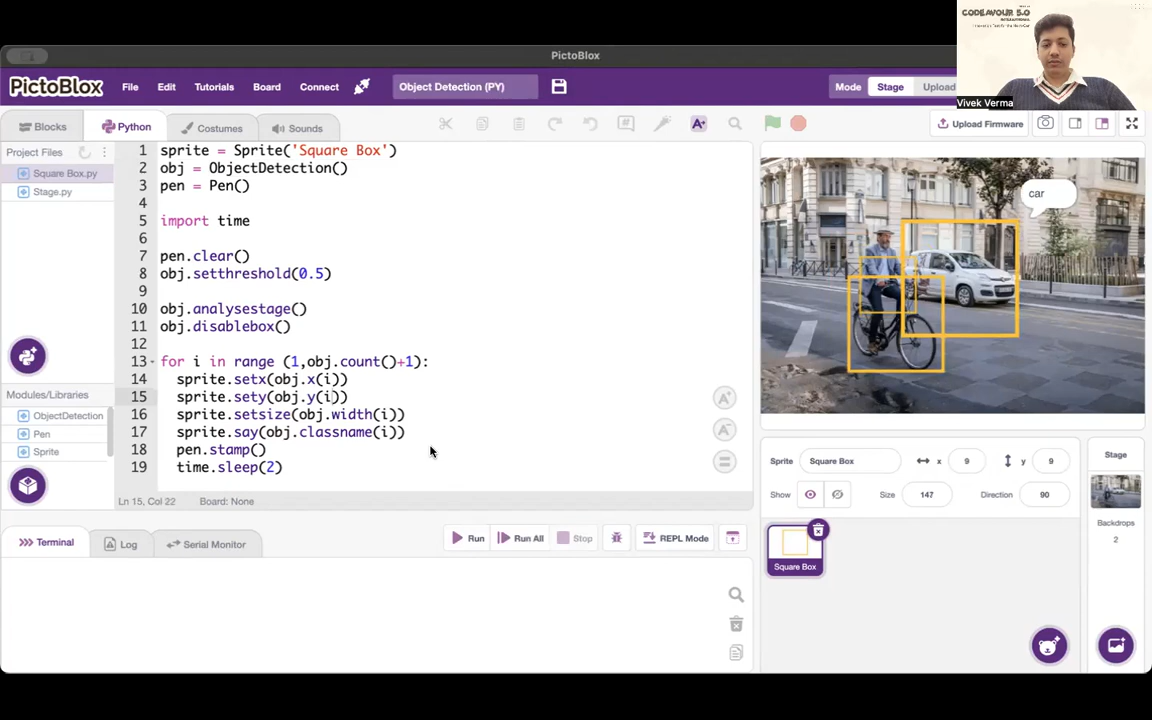 CODEAVOUR 5.0
INTERNATIONAL
Vivek Verma
PictoBlox
PictoBlox
File
Edit
Tutorials
Board
Connect
Object Detection (PY)
Mode
Stage
Upload
Blocks
Python
Costumes
Sounds
Upload Firmware
Project Files
Square Box.py
Stage.py
1 sprite = Sprite('Square Box')
2 obj = ObjectDetection()
3 pen = Pen()
4
5 import time
6
7 pen.clear()
8 obj.setthreshold(0.5)
9
10 obj.analysestage()
11 obj.disablebox()
12
13 for i in range (1,obj.count()+1):
14 sprite.setx(obj.x(i))
15 sprite.sety(obj.y(i))
16 sprite.setsize(obj.width(i))
17 sprite.say(obj.classname(i))
18 pen.stamp()
19 time.sleep(2)
Modules/Libraries
ObjectDetection
Pen
Sprite
Ln 15, Col 22
Board: None
car
Terminal
Log
Serial Monitor
Run
Run All
Stop
REPL Mode
Sprite
Square Box
x
9
y
9
Show
Size
147
Direction
90
Square Box
Stage
Backdrops
2